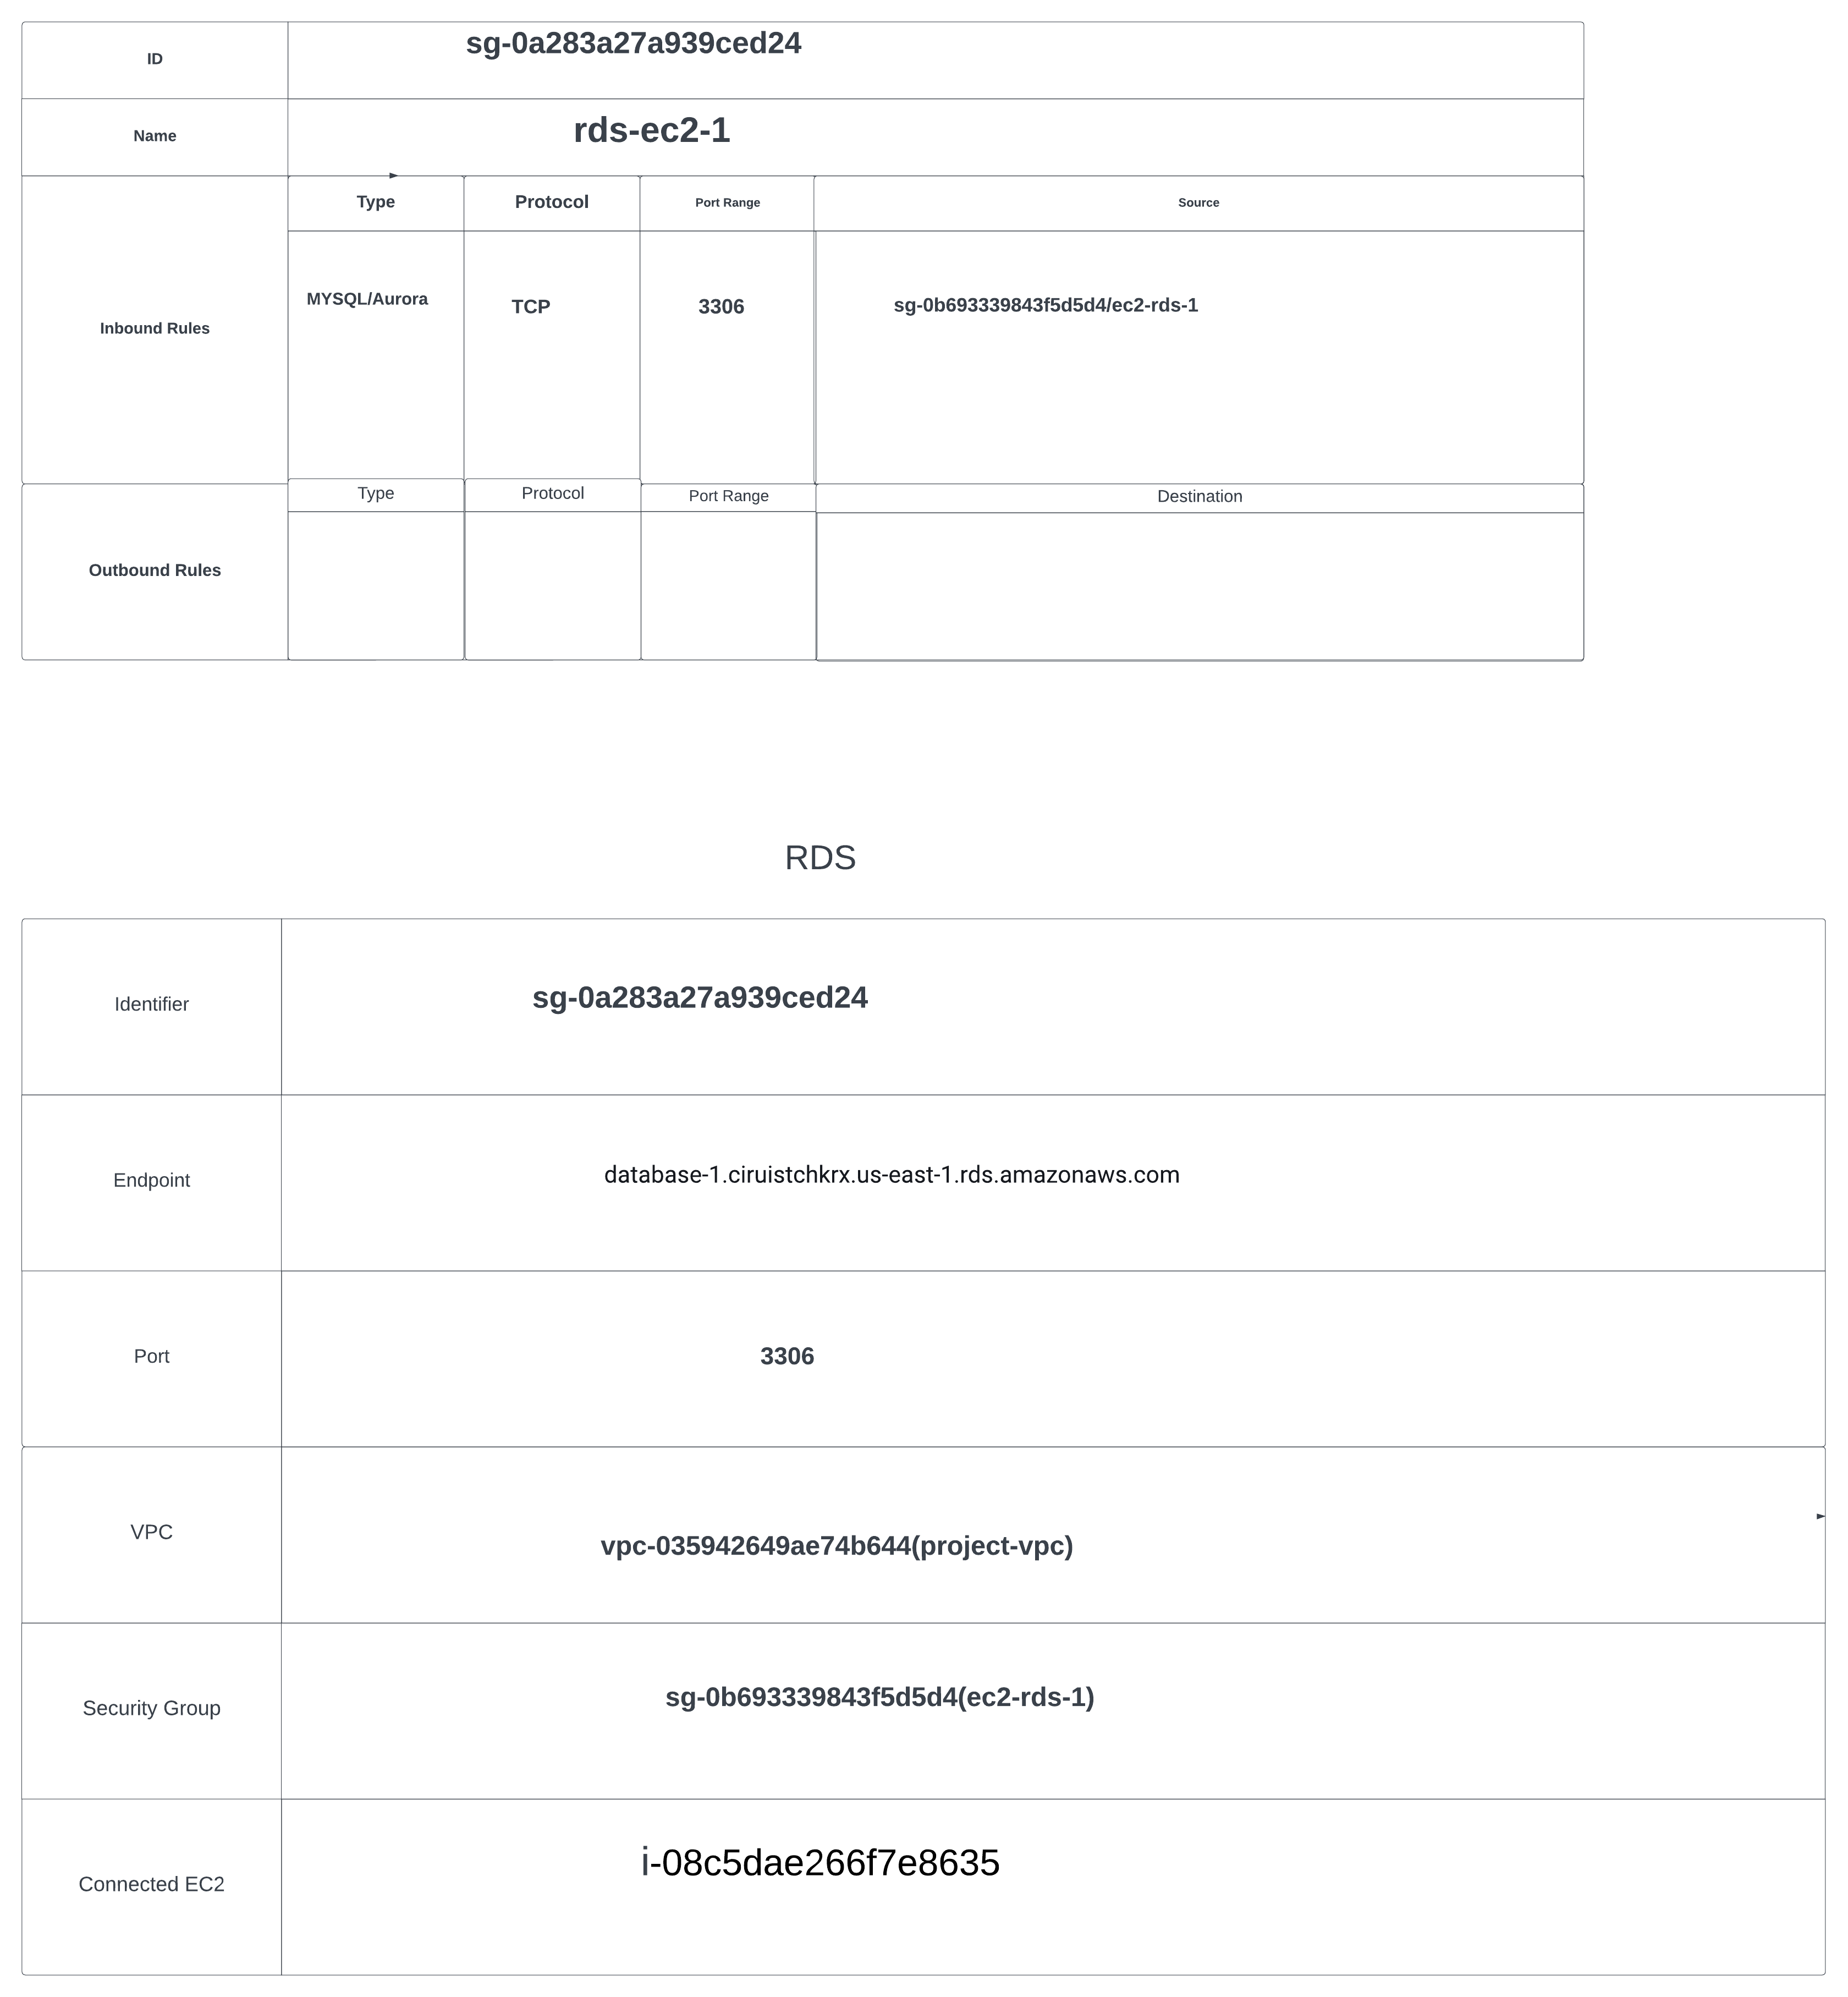 ID
sg-0a283a27a939ced24
Name
rds-ec2-1
Type
Protocol
Port Range
Source
Inbound Rules
MYSQL/Aurora
TCP
3306
sg-0b693339843f5d5d4/ec2-rds-1
Type
Protocol
Port Range
Destination
Outbound Rules
RDS
Identifier
sg-0a283a27a939ced24
Endpoint
database-1.ciruistchkrx.us-east-1.rds.amazonaws.com
Port
3306
VPC
vpc-035942649ae74b644(project-vpc)
Security Group
sg-0b693339843f5d5d4(ec2-rds-1)
Connected EC2
i-08c5dae266f7e8635